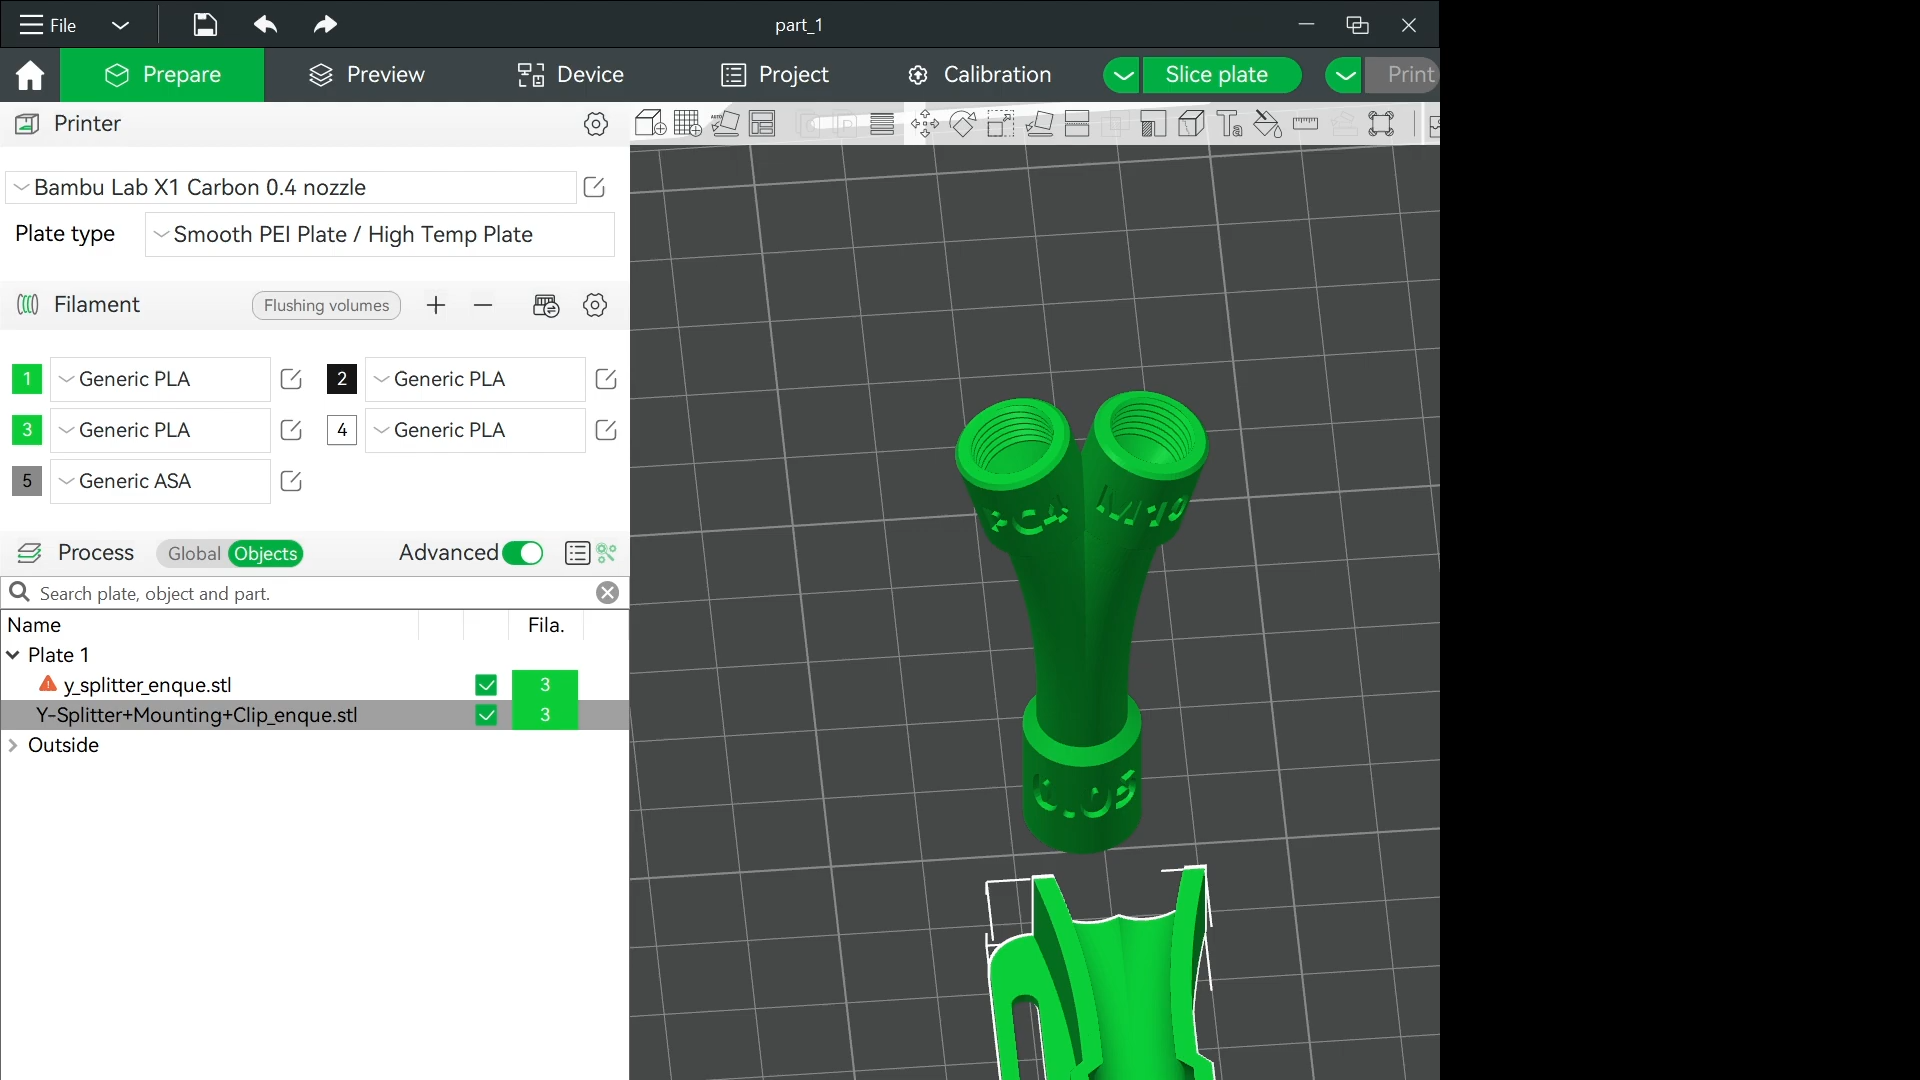 File
part_1
Prepare
Preview
Device
Project
Calibration
Slice plate
Print
Printer
Bambu Lab X1 Carbon 0.4 nozzle
Plate type
Smooth PEI Plate / High Temp Plate
Filament
Flushing volumes
1 Generic PLA
2 Generic PLA
3 Generic PLA
4 Generic PLA
5 Generic ASA
Process
Global
Objects
Advanced
Search plate, object and part.
Name
Fila.
Plate 1
y_splitter_enque.stl 3
Y-Splitter+Mounting+Clip_enque.stl 3
Outside